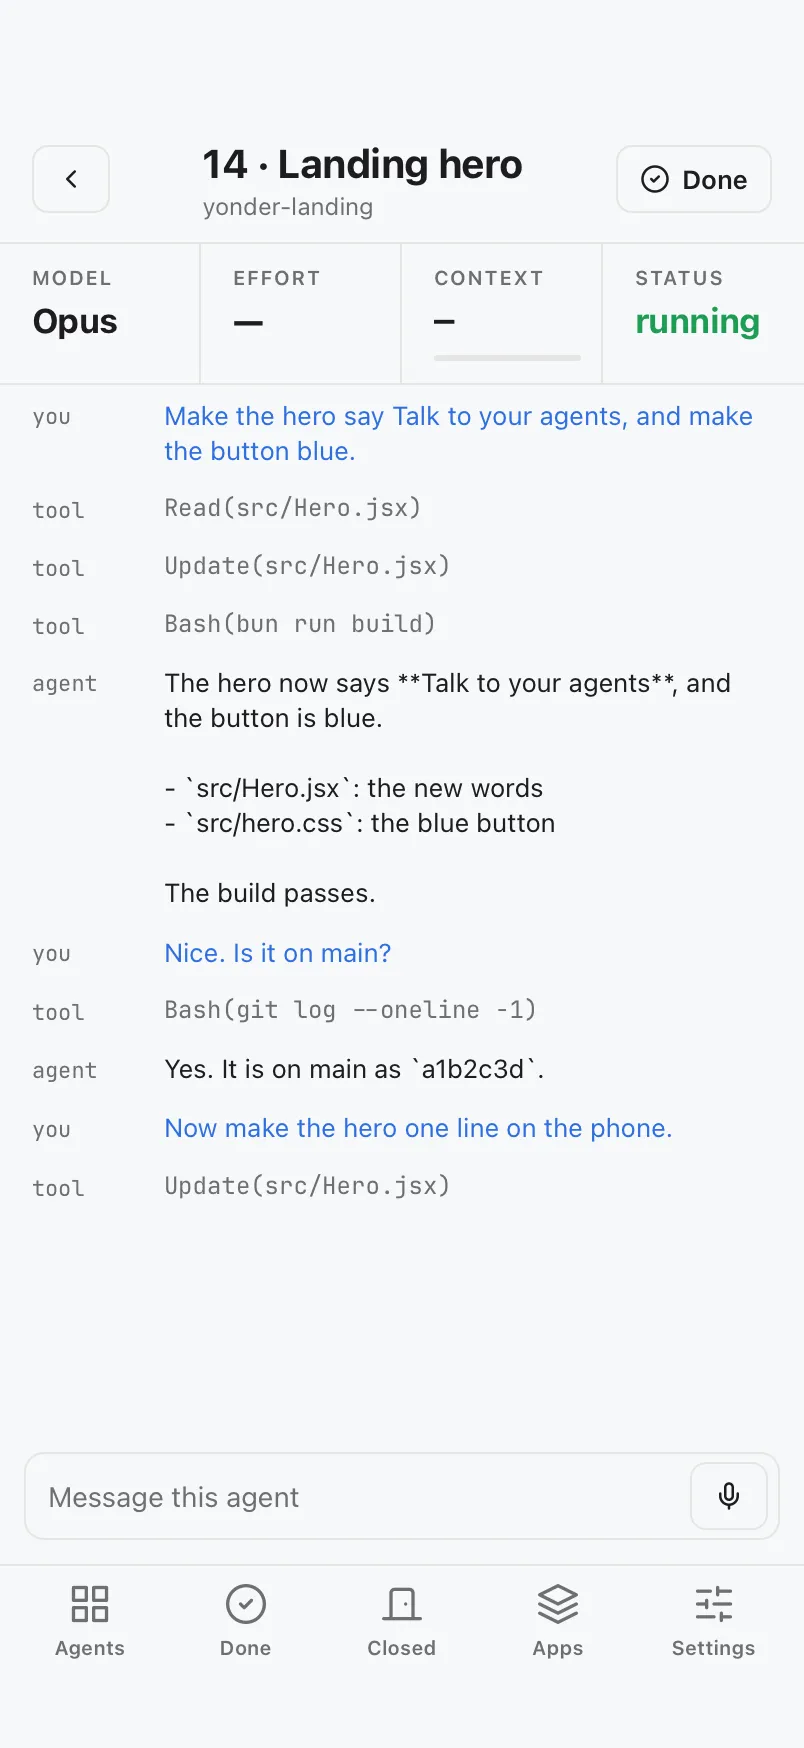 14 · Landing hero
yonder-landing
Done
MODEL
Opus
EFFORT
—
CONTEXT
–
STATUS
running
you
Make the hero say Talk to your agents, and make
the button blue.
tool
Read(src/Hero.jsx)
tool
Update(src/Hero.jsx)
tool
Bash(bun run build)
agent
The hero now says **Talk to your agents**, and
the button is blue.
- `src/Hero.jsx`: the new words
- `src/hero.css`: the blue button
The build passes.
you
Nice. Is it on main?
tool
Bash(git log --oneline -1)
agent
Yes. It is on main as `a1b2c3d`.
you
Now make the hero one line on the phone.
tool
Update(src/Hero.jsx)
Message this agent
Agents
Done
Closed
Apps
Settings